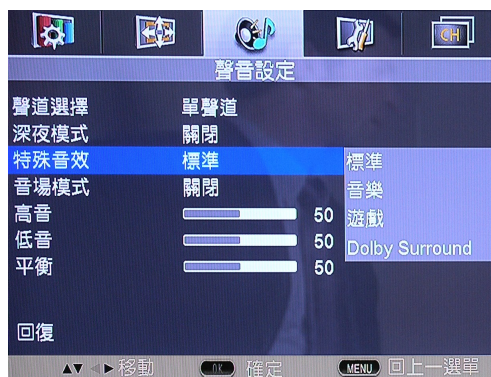 CH
聲音設定
聲道選擇 單聲道
深夜模式 關閉
特殊音效 標準 標準
音場模式 關閉 音樂
高音 50 遊戲
低音 50 Dolby Surround
平衡 50
回復
▲▼ ◀▶移動 OK 確定 MENU 回上一選單